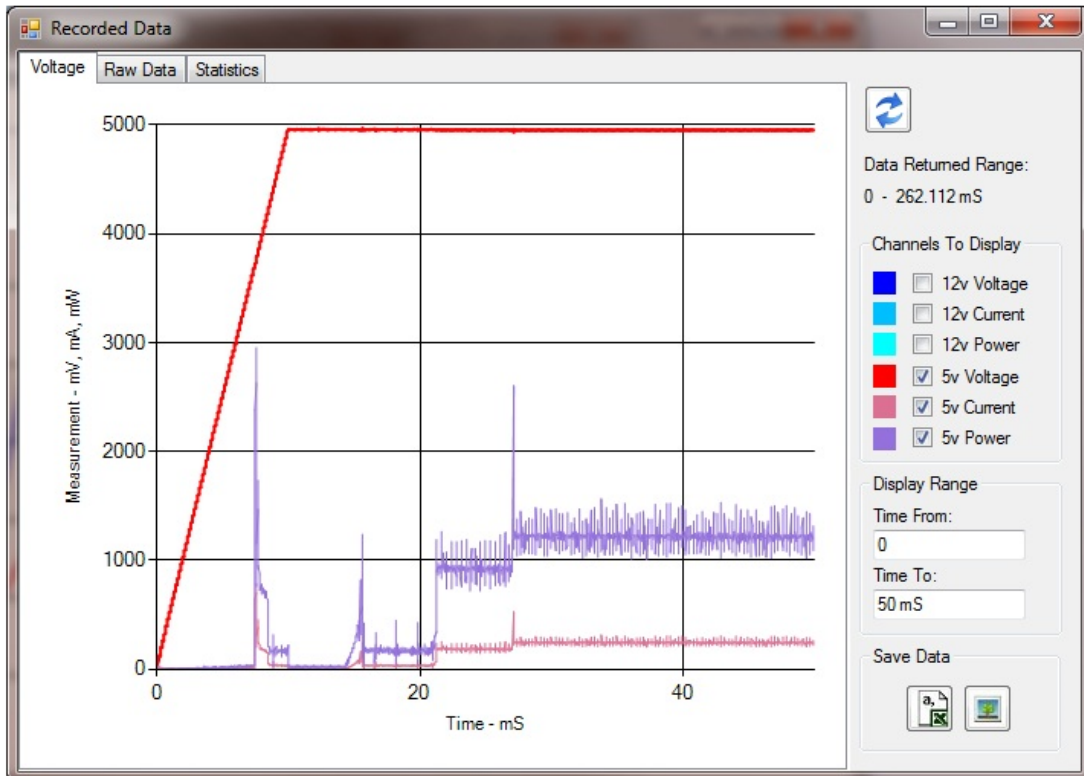 Recorded Data
Voltage
Raw Data
Statistics
5000
4000
3000
2000
1000
0
Measurement - mV, mA, mW
0
20
40
Time - mS
Data Returned Range:
0 - 262.112 mS
Channels To Display
12v Voltage
12v Current
12v Power
5v Voltage
5v Current
5v Power
Display Range
Time From:
0
Time To:
50 mS
Save Data
a,